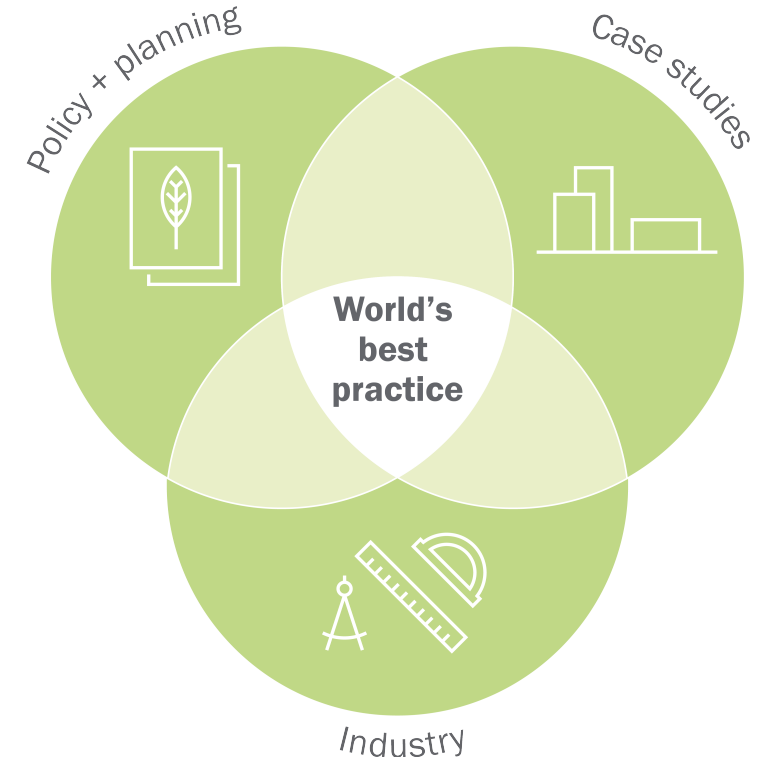 Policy + planning
Case studies
World’s
best
practice
Industry